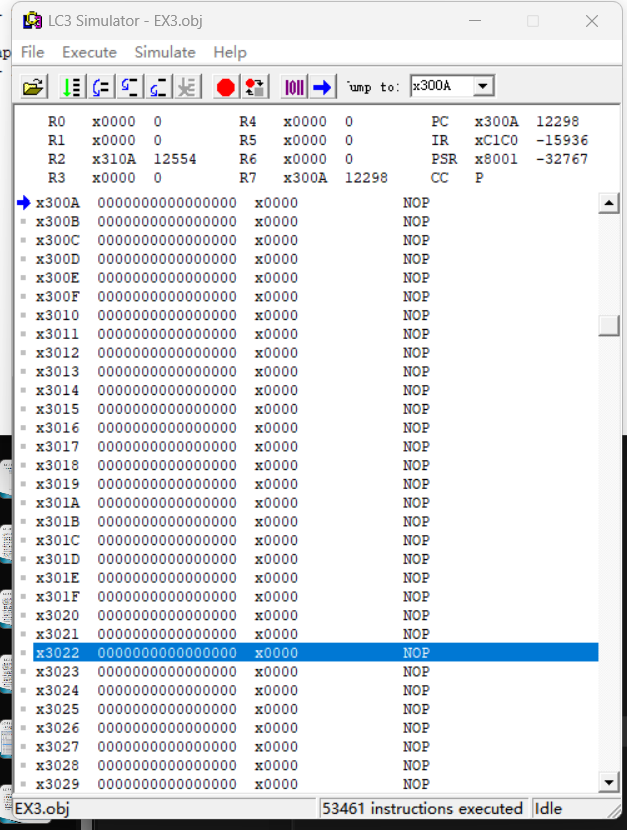 LC3 Simulator - EX3.obj
File Execute Simulate Help
Jump to: x300A
R0 x0000 0 R4 x0000 0 PC x300A 12298
R1 x0000 0 R5 x0000 0 IR xC1C0 -15936
R2 x310A 12554 R6 x0000 0 PSR x8001 -32767
R3 x0000 0 R7 x300A 12298 CC P
x300A 0000000000000000 x0000 NOP
x300B 0000000000000000 x0000 NOP
x300C 0000000000000000 x0000 NOP
x300D 0000000000000000 x0000 NOP
x300E 0000000000000000 x0000 NOP
x300F 0000000000000000 x0000 NOP
x3010 0000000000000000 x0000 NOP
x3011 0000000000000000 x0000 NOP
x3012 0000000000000000 x0000 NOP
x3013 0000000000000000 x0000 NOP
x3014 0000000000000000 x0000 NOP
x3015 0000000000000000 x0000 NOP
x3016 0000000000000000 x0000 NOP
x3017 0000000000000000 x0000 NOP
x3018 0000000000000000 x0000 NOP
x3019 0000000000000000 x0000 NOP
x301A 0000000000000000 x0000 NOP
x301B 0000000000000000 x0000 NOP
x301C 0000000000000000 x0000 NOP
x301D 0000000000000000 x0000 NOP
x301E 0000000000000000 x0000 NOP
x301F 0000000000000000 x0000 NOP
x3020 0000000000000000 x0000 NOP
x3021 0000000000000000 x0000 NOP
x3022 0000000000000000 x0000 NOP
x3023 0000000000000000 x0000 NOP
x3024 0000000000000000 x0000 NOP
x3025 0000000000000000 x0000 NOP
x3026 0000000000000000 x0000 NOP
x3027 0000000000000000 x0000 NOP
x3028 0000000000000000 x0000 NOP
x3029 0000000000000000 x0000 NOP
EX3.obj 53461 instructions executed Idle